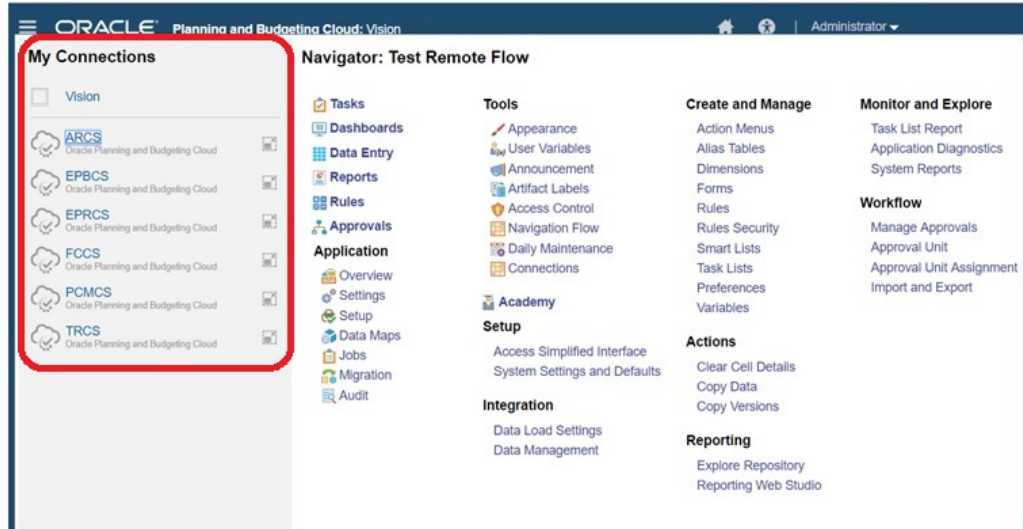 ORACLE® Planning and Budgeting Cloud: Vision
Administrator
My Connections
Vision
ARCS
Oracle Planning and Budgeting Cloud
EPBCS
Oracle Planning and Budgeting Cloud
EPRCS
Oracle Planning and Budgeting Cloud
FCCS
Oracle Planning and Budgeting Cloud
PCMCS
Oracle Planning and Budgeting Cloud
TRCS
Oracle Planning and Budgeting Cloud
Navigator: Test Remote Flow
Tasks
Dashboards
Data Entry
Reports
Rules
Approvals
Application
Overview
Settings
Setup
Data Maps
Jobs
Migration
Audit
Tools
Appearance
User Variables
Announcement
Artifact Labels
Access Control
Navigation Flow
Daily Maintenance
Connections
Academy
Setup
Access Simplified Interface
System Settings and Defaults
Integration
Data Load Settings
Data Management
Create and Manage
Action Menus
Alias Tables
Dimensions
Forms
Rules
Rules Security
Smart Lists
Task Lists
Preferences
Variables
Actions
Clear Cell Details
Copy Data
Copy Versions
Reporting
Explore Repository
Reporting Web Studio
Monitor and Explore
Task List Report
Application Diagnostics
System Reports
Workflow
Manage Approvals
Approval Unit
Approval Unit Assignment
Import and Export